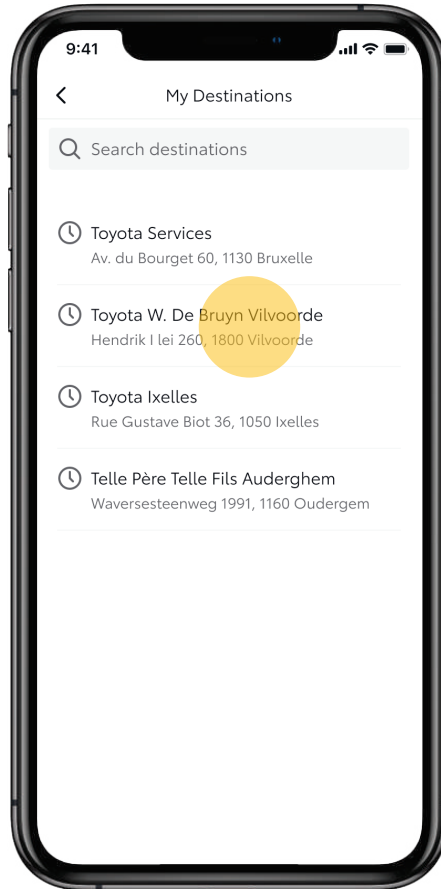 9:41
My Destinations
Search destinations
Toyota Services
Av. du Bourget 60, 1130 Bruxelle
Toyota W. De Bruyn Vilvoorde
Hendrik I lei 260, 1800 Vilvoorde
Toyota Ixelles
Rue Gustave Biot 36, 1050 Ixelles
Telle Père Telle Fils Auderghem
Waversesteenweg 1991, 1160 Oudergem